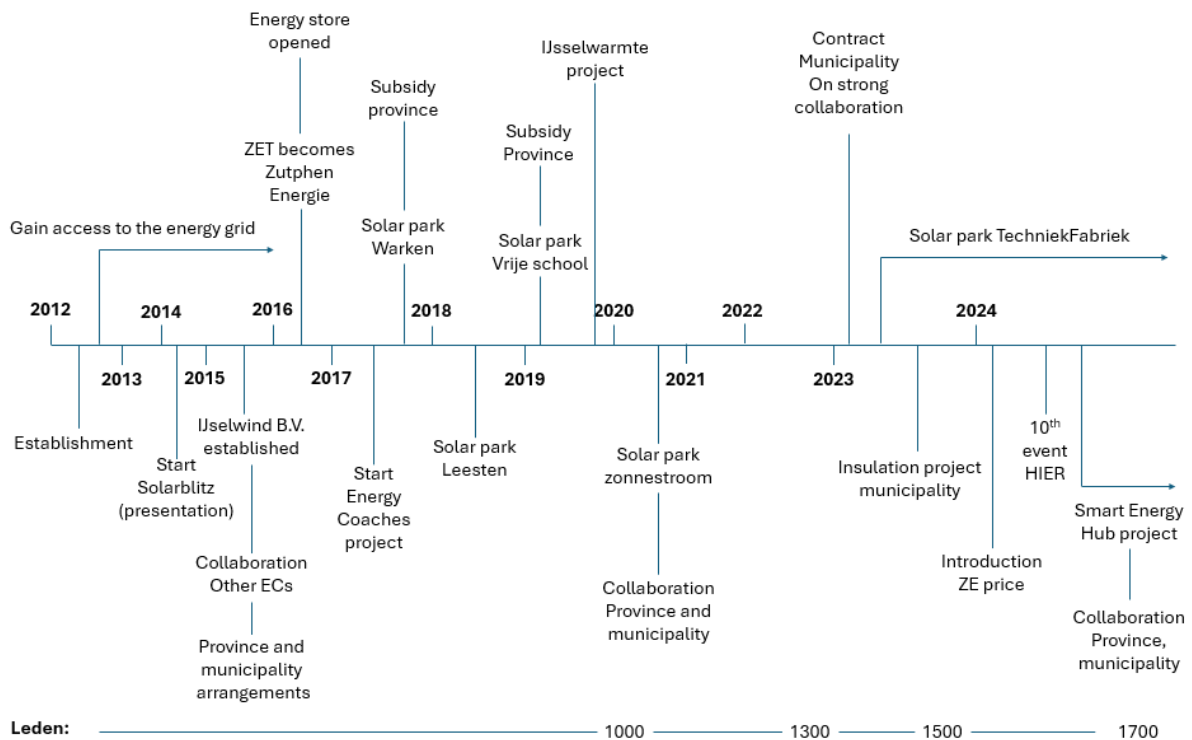 Energy store
opened
IJsselwarmte
project
Contract
Municipality
On strong
collaboration
Subsidy
province
Subsidy
Province
ZET becomes
Zutphen
Energie
Gain access to the energy grid
Solar park
Warken
Solar park
Vrije school
Solar park TechniekFabriek
2012
2014
2016
2018
2020
2022
2024
2013
2015
2017
2019
2021
2023
Establishment
Start
Solarblitz
(presentation)
IJselwind B.V.
established
Collaboration
Other ECs
Province and
municipality
arrangements
Start
Energy
Coaches
project
Solar park
Leesten
Solar park
zonnestroom
Collaboration
Province and
municipality
Insulation project
municipality
Introduction
ZE price
10th
event
HIER
Smart Energy
Hub project
Collaboration
Province,
municipality
Leden: 1000 1300 1500 1700